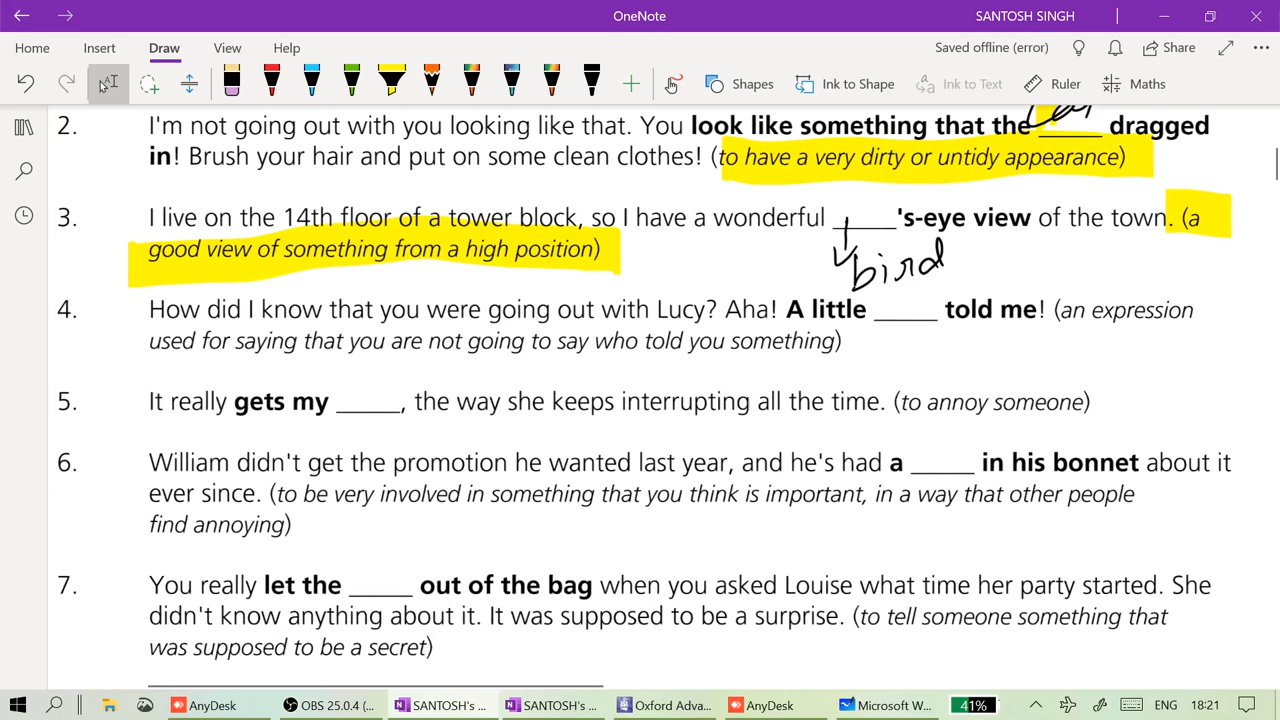 OneNote
SANTOSH SINGH
Home Insert Draw View Help
Saved offline (error)
Share
Shapes
Ink to Shape
Ink to Text
Ruler
Maths
2. I'm not going out with you looking like that. You look like something that the _____ dragged
in! Brush your hair and put on some clean clothes! (to have a very dirty or untidy appearance)
3. I live on the 14th floor of a tower block, so I have a wonderful _____'s-eye view of the town. (a
good view of something from a high position)
bird
4. How did I know that you were going out with Lucy? Aha! A little _____ told me! (an expression
used for saying that you are not going to say who told you something)
5. It really gets my _____, the way she keeps interrupting all the time. (to annoy someone)
6. William didn't get the promotion he wanted last year, and he's had a _____ in his bonnet about it
ever since. (to be very involved in something that you think is important, in a way that other people
find annoying)
7. You really let the _____ out of the bag when you asked Louise what time her party started. She
didn't know anything about it. It was supposed to be a surprise. (to tell someone something that
was supposed to be a secret)
AnyDesk
OBS 25.0.4 (...
SANTOSH's ...
SANTOSH's ...
Oxford Adva...
AnyDesk
Microsoft W...
41%
ENG
18:21